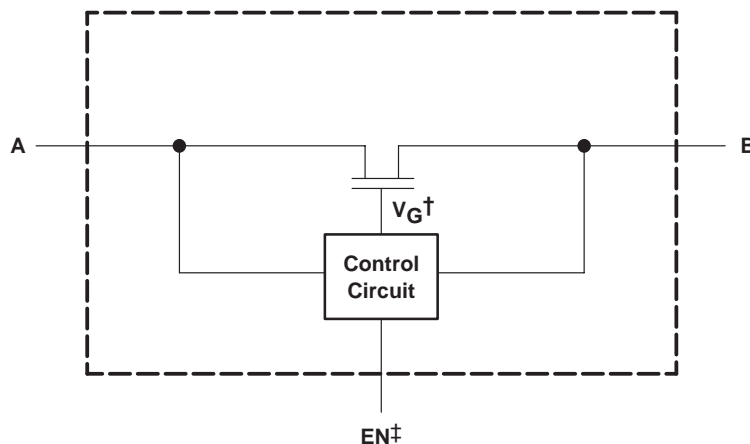 A
B
VG†
Control
Circuit
EN‡